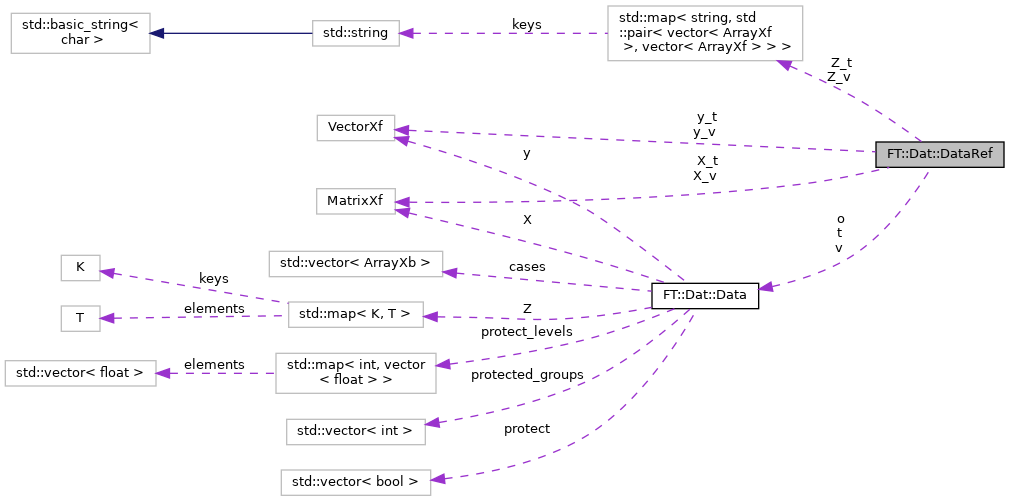 std::basic_string<
char >
std::string
keys
std::map< string, std
::pair< vector< ArrayXf
>, vector< ArrayXf > > >
Z_t
Z_v
VectorXf
y_t
y_v
FT::Dat::DataRef
y
X_t
X_v
MatrixXf
X
o
t
v
K
std::vector< ArrayXb >
cases
keys
FT::Dat::Data
T
elements
std::map< K, T >
Z
protect_levels
std::vector< float >
elements
std::map< int, vector
< float > >
protected_groups
std::vector< int >
protect
std::vector< bool >